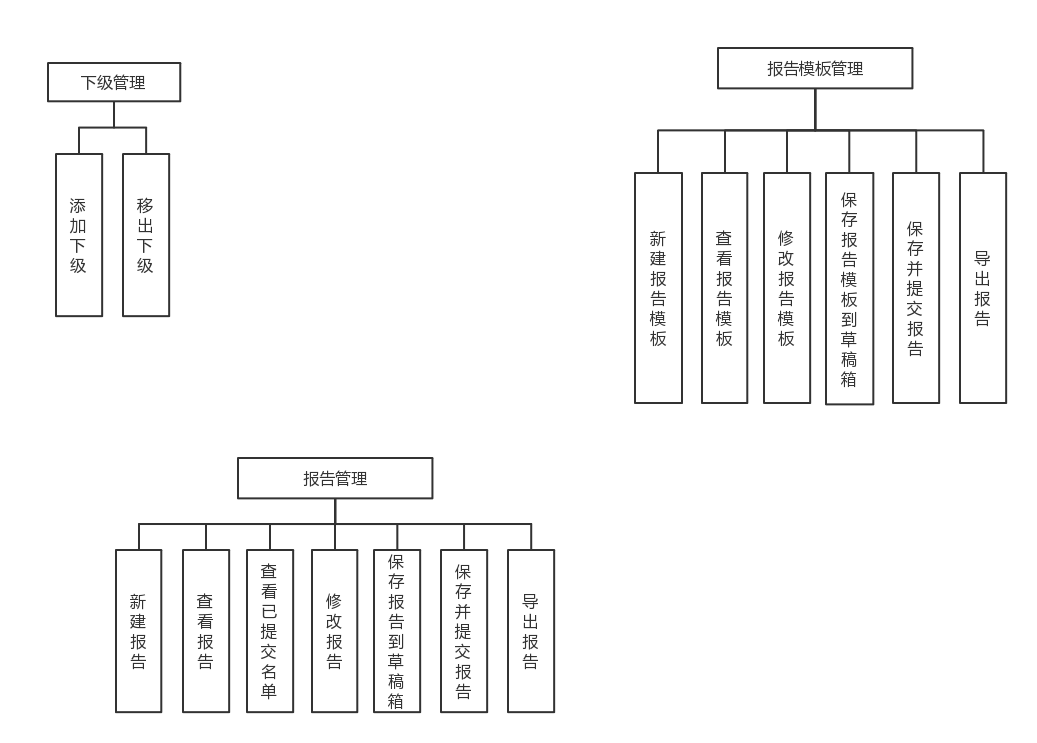 下级管理
添加下级
移出下级
报告模板管理
新建报告模板
查看报告模板
修改报告模板
保存报告模板到草稿箱
保存并提交报告
导出报告
报告管理
新建报告
查看报告
查看已提交名单
修改报告
保存报告到草稿箱
保存并提交报告
导出报告